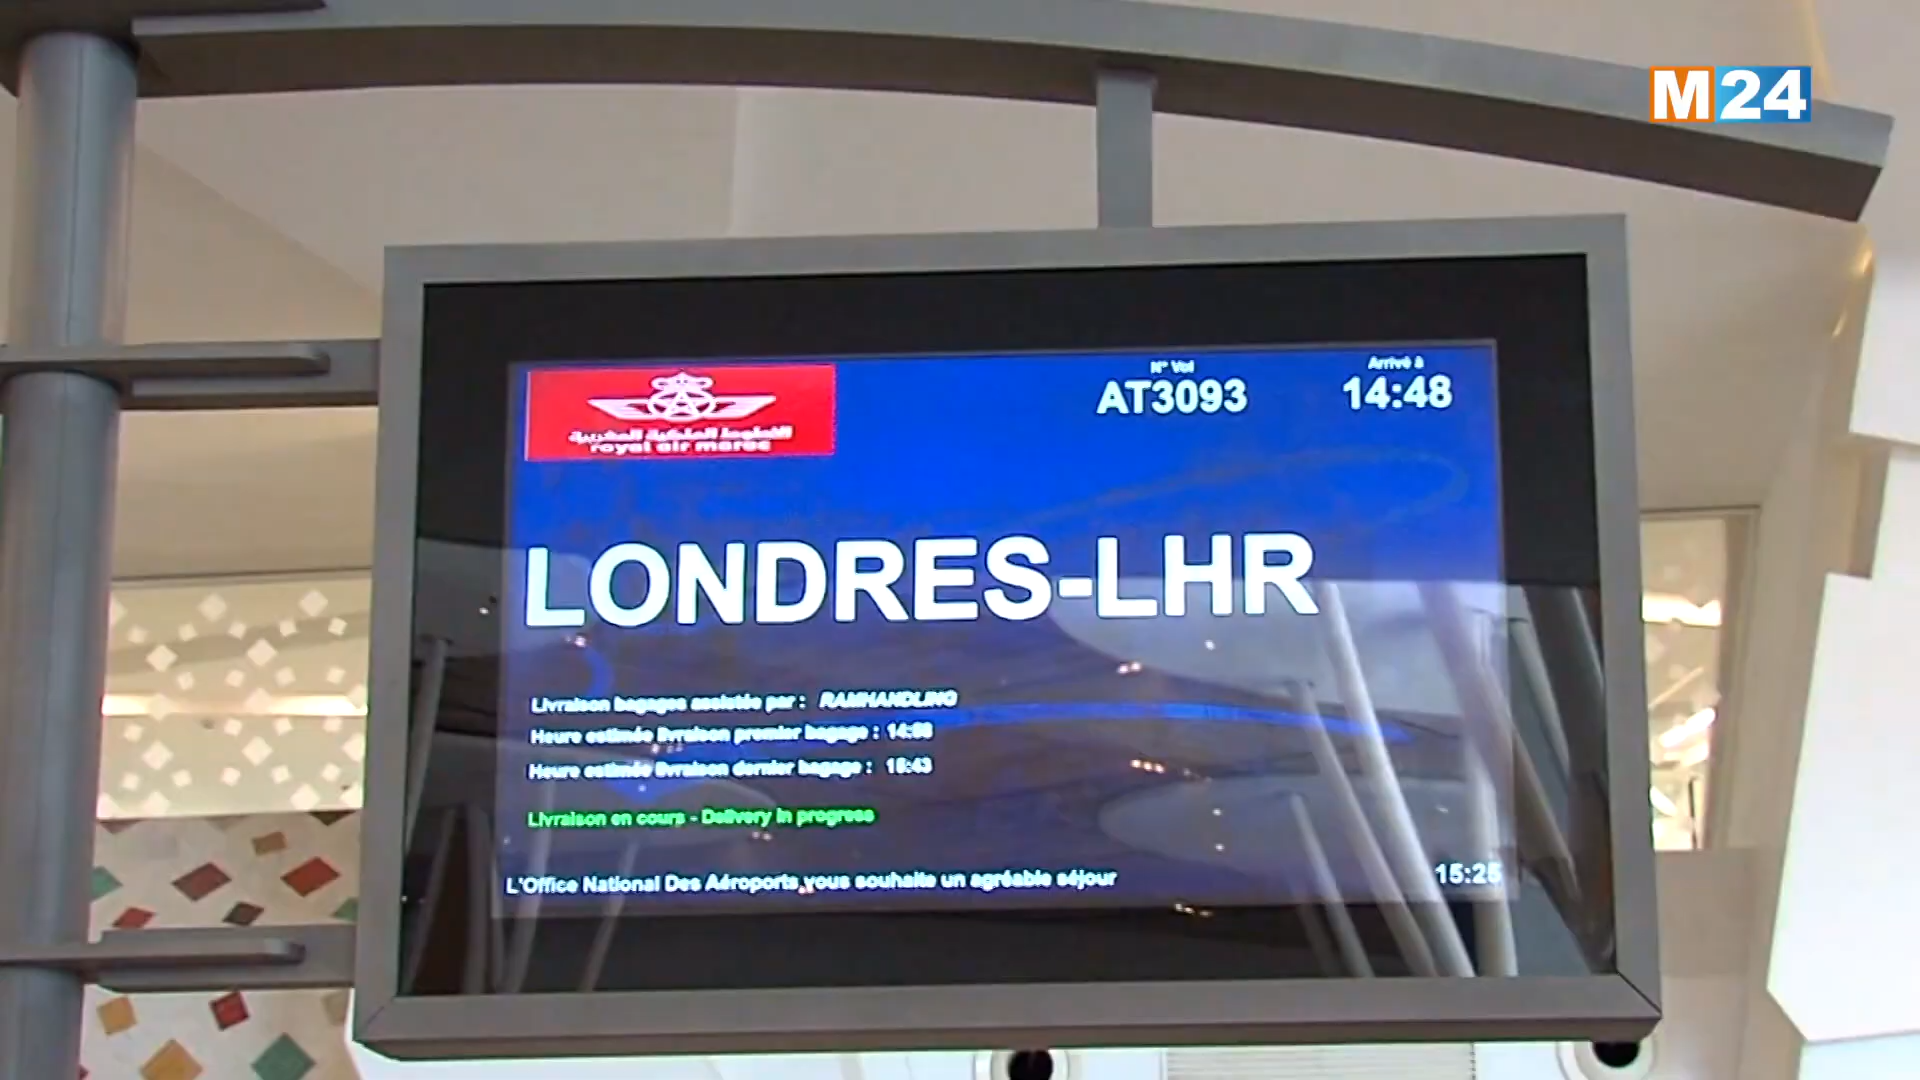 M24
N° Vol
Arrivé à
AT3093
14:48
الخطوط الملكية المغربية
royal air maroc
LONDRES-LHR
Livraison bagages assistée par : RAMHANDLING
Heure estimée livraison premier bagage :
Heure estimée livraison dernier bagage : 15:43
Livraison en cours - Delivery in progress
L'Office National Des Aéroports vous souhaite un agréable séjour
15:25